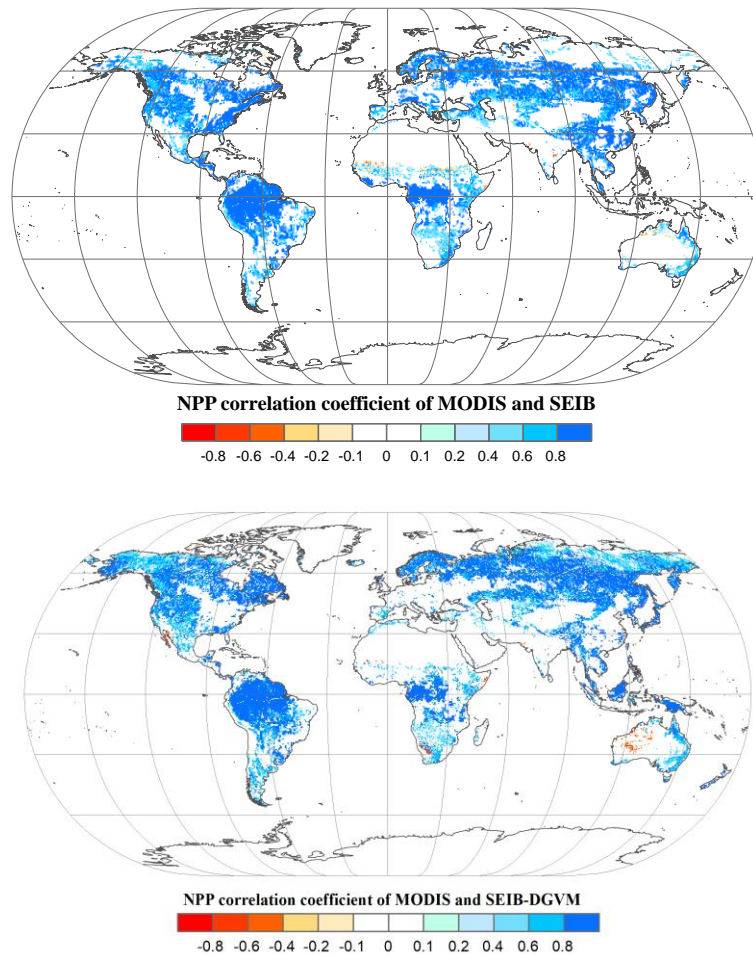 NPP correlation coefficient of MODIS and SEIB
-0.8 -0.6 -0.4 -0.2 -0.1 0 0.1 0.2 0.4 0.6 0.8
NPP correlation coefficient of MODIS and SEIB-DGVM
-0.8 -0.6 -0.4 -0.2 -0.1 0 0.1 0.2 0.4 0.6 0.8